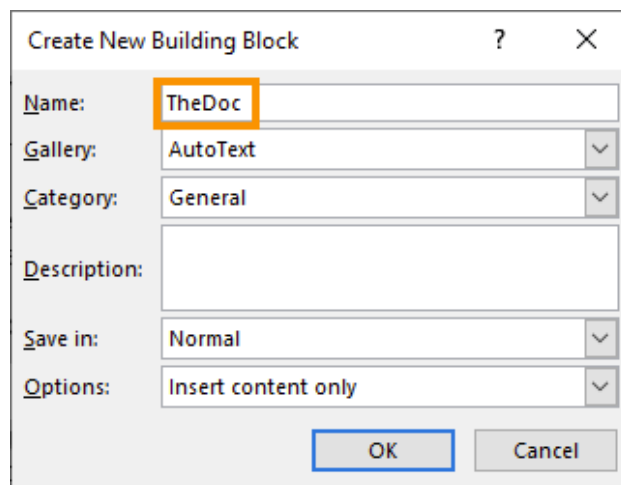 Create New Building Block ?
Name: TheDoc
Gallery: AutoText
Category: General
Description:
Save in: Normal
Options: Insert content only
OK Cancel